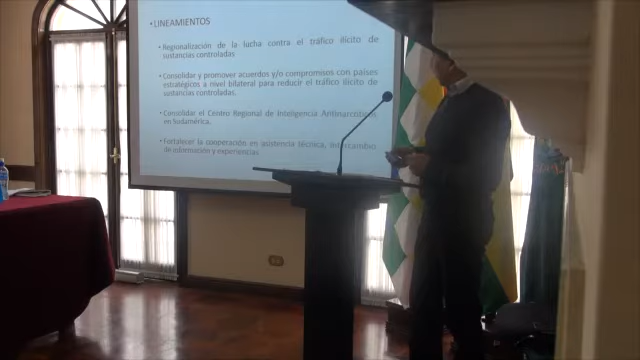 •LINEAMIENTOS
•Regionalización de la lucha contra el tráfico ilícito de
sustancias controladas
•Consolidar y promover acuerdos y/o compromisos con países
estratégicos a nivel bilateral para reducir el tráfico ilícito de
sustancias controladas.
•Consolidar el Centro Regional de Inteligencia Antinarcóticos
en Sudamérica.
•Fortalecer la cooperación en asistencia técnica, intercambio
de información y experiencias